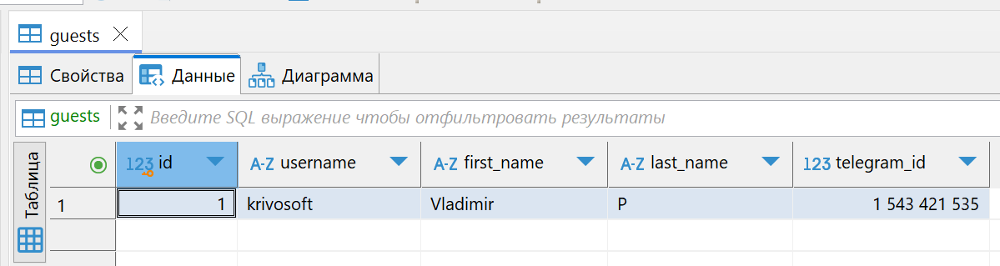 guests
Свойства
Данные
Диаграмма
guests
Введите SQL выражение чтобы отфильтровать результаты
Таблица
123 id
A-Z username
A-Z first_name
A-Z last_name
123 telegram_id
1
1
krivosoft
Vladimir
P
1 543 421 535